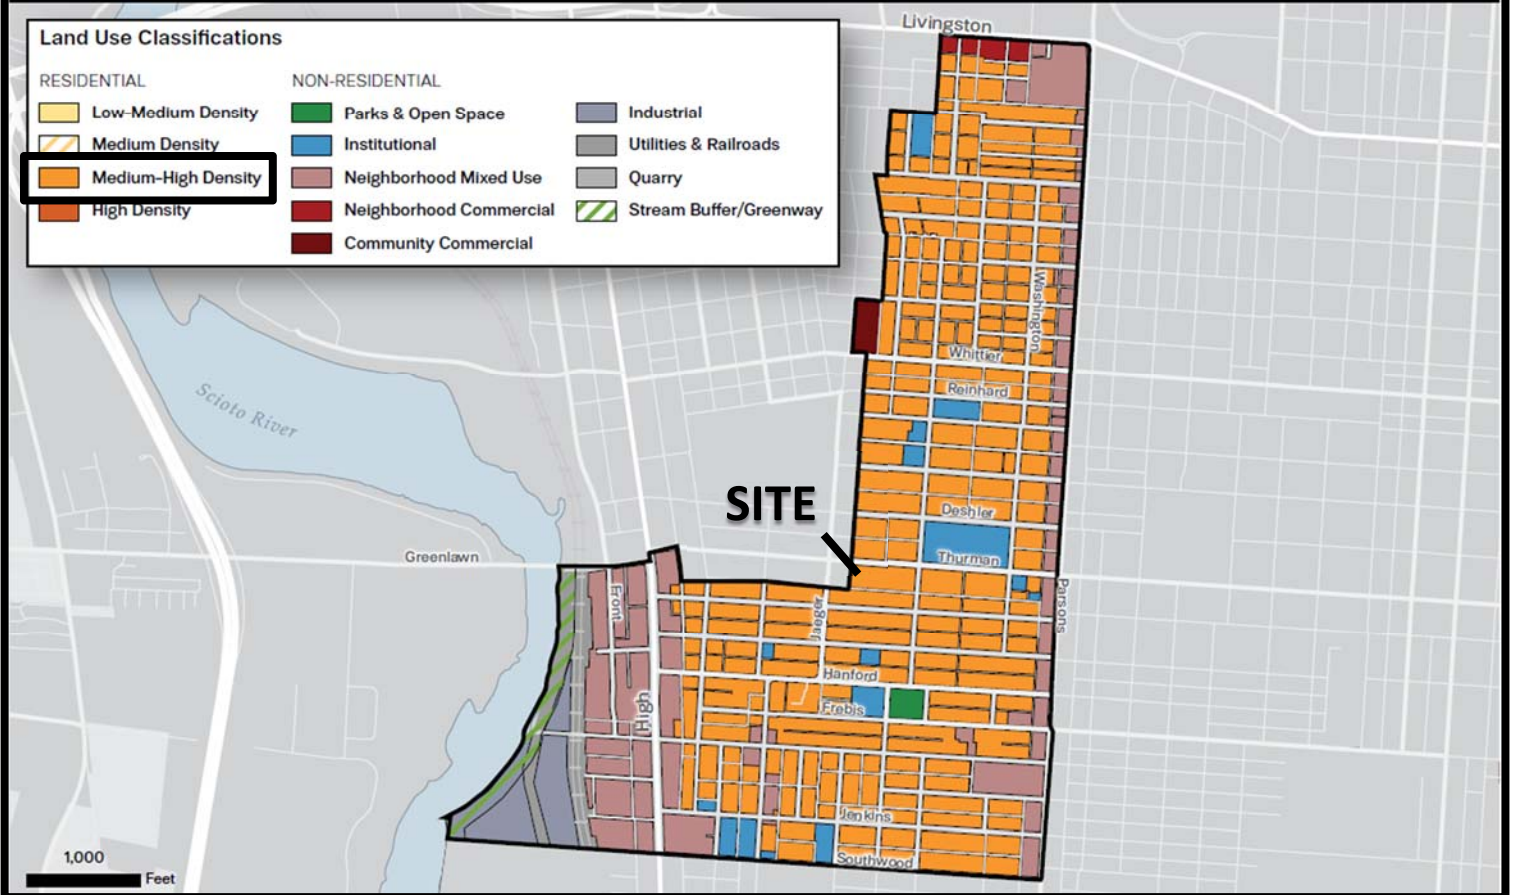 Livingston
Land Use Classifications
RESIDENTIAL
NON-RESIDENTIAL
Low-Medium Density
Parks & Open Space
Industrial
Medium Density
Institutional
Utilities & Railroads
Medium-High Density
Neighborhood Mixed Use
Quarry
High Density
Neighborhood Commercial
Stream Buffer/Greenway
Community Commercial
Washington
Whittier
Reinhard
Scioto River
SITE
Deshler
Greenlawn
Thurman
Front
Jaeger
Parsons
Hanford
High
Frebis
Jenkins
1,000
Southwood
Feet